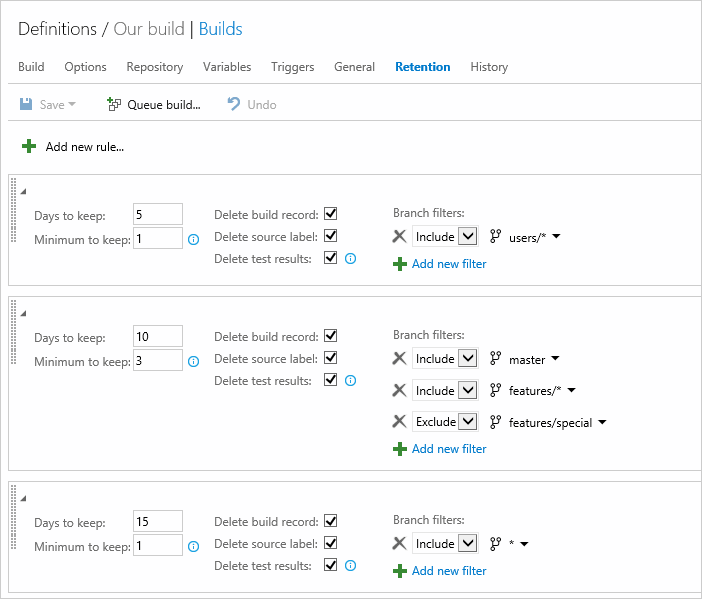 Definitions / Our build | Builds
Build Options Repository Variables Triggers General Retention History
Save Queue build... Undo
Add new rule...
Days to keep: 5 Delete build record: Branch filters:
Minimum to keep: 1 Delete source label: Include users/*
Delete test results: Add new filter
Days to keep: 10 Delete build record: Branch filters:
Minimum to keep: 3 Delete source label: Include master
Delete test results: Include features/*
Exclude features/special
Add new filter
Days to keep: 15 Delete build record: Branch filters:
Minimum to keep: 1 Delete source label: Include *
Delete test results: Add new filter